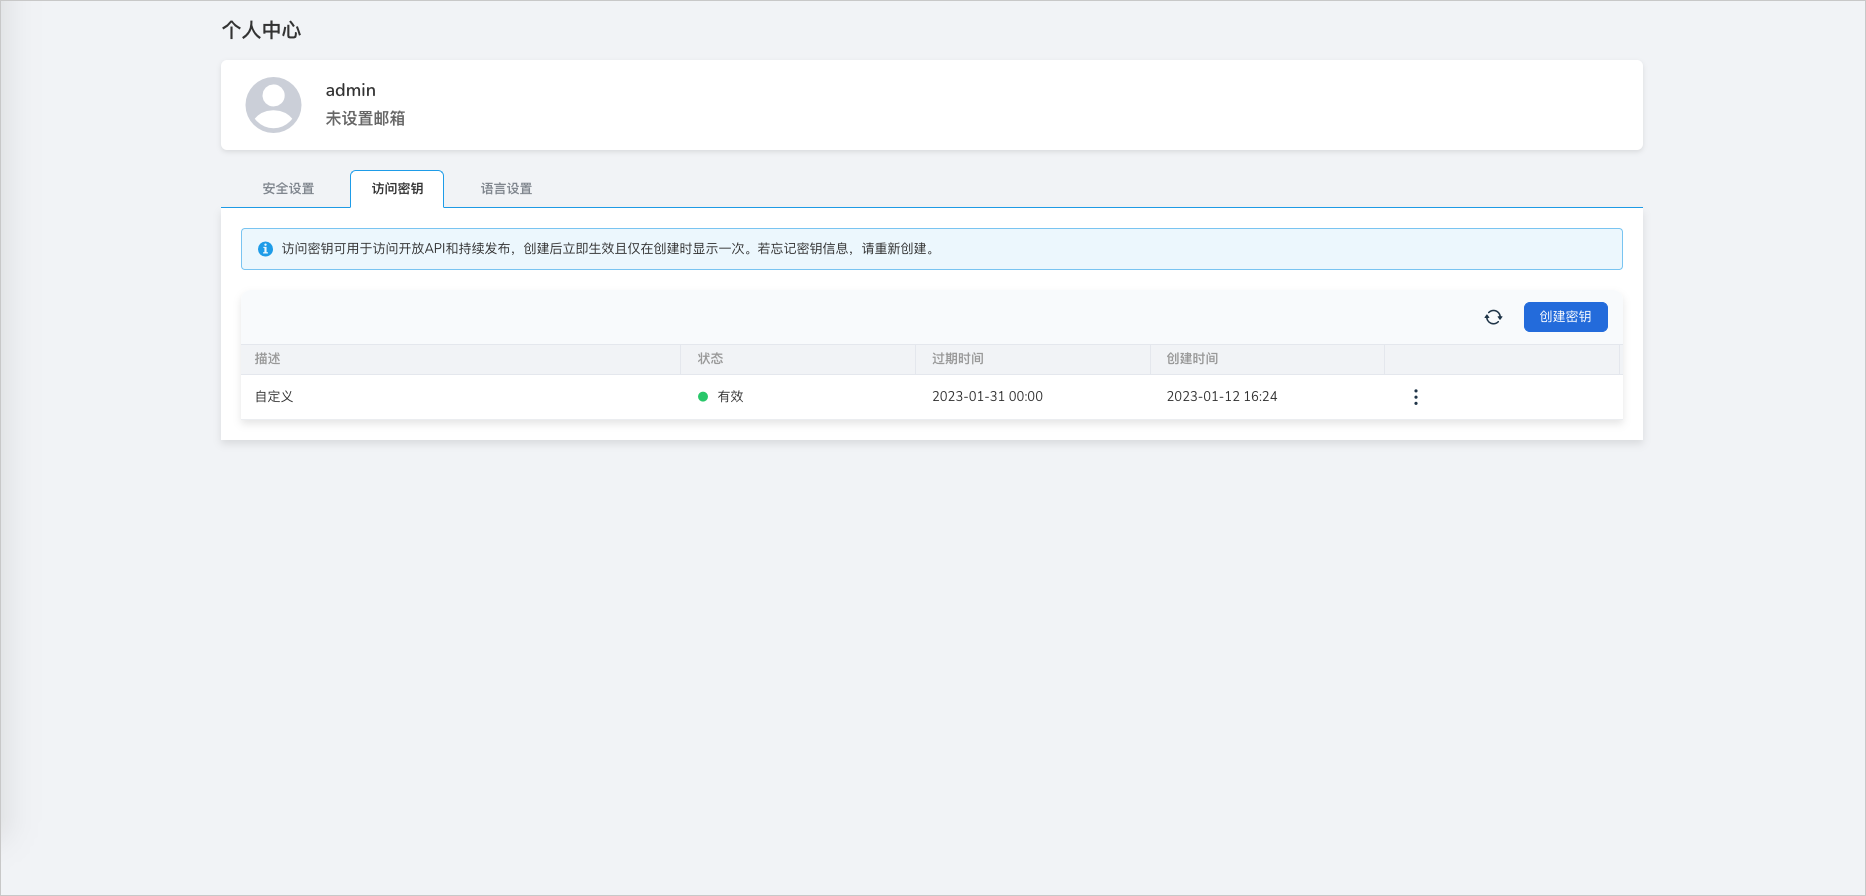 个人中心
admin
未设置邮箱
安全设置 访问密钥 语言设置
访问密钥可用于访问开放API和持续发布，创建后立即生效且仅在创建时显示一次。若忘记密钥信息，请重新创建。
创建密钥
描述 状态 过期时间 创建时间
自定义 有效 2023-01-31 00:00 2023-01-12 16:24